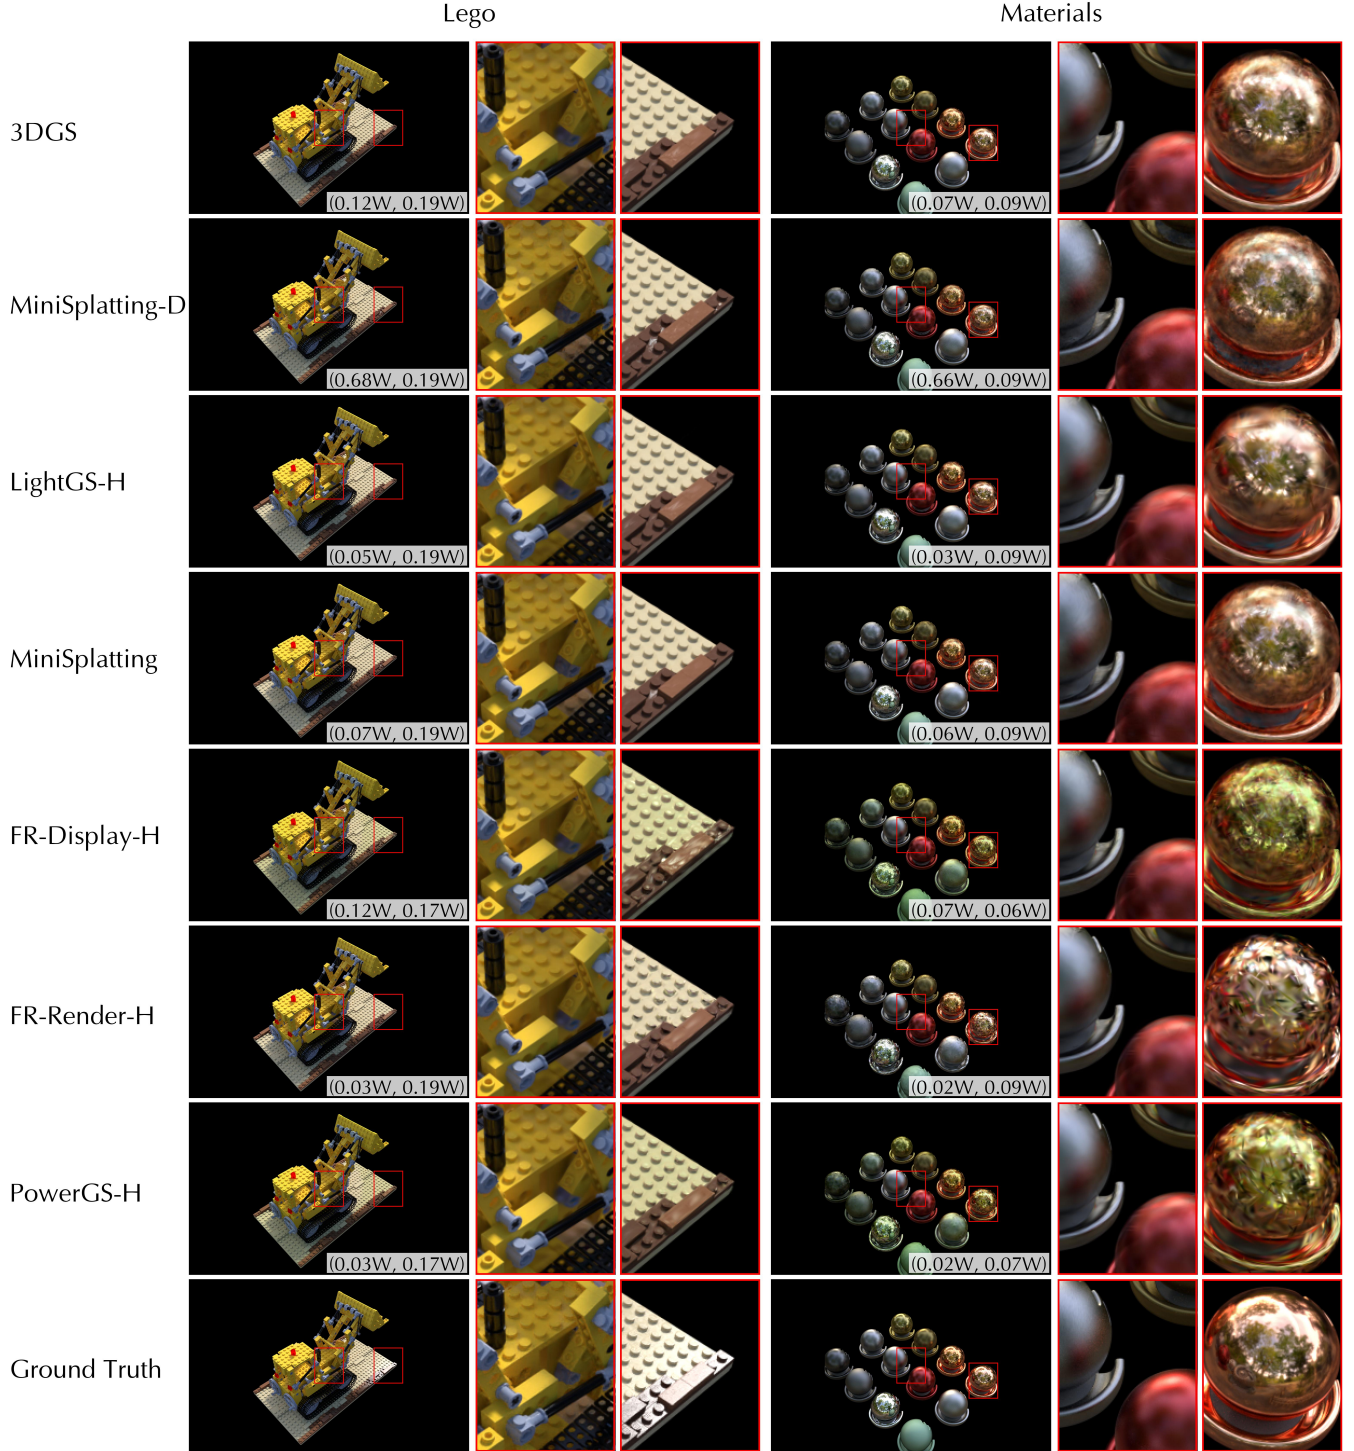 Lego Materials
3DGS
(0.12W, 0.19W) (0.07W, 0.09W)
MiniSplatting-D
(0.68W, 0.19W) (0.66W, 0.09W)
LightGS-H
(0.05W, 0.19W) (0.03W, 0.09W)
MiniSplatting
(0.07W, 0.19W) (0.06W, 0.09W)
FR-Display-H
(0.12W, 0.17W) (0.07W, 0.06W)
FR-Render-H
(0.03W, 0.19W) (0.02W, 0.09W)
PowerGS-H
(0.03W, 0.17W) (0.02W, 0.07W)
Ground Truth